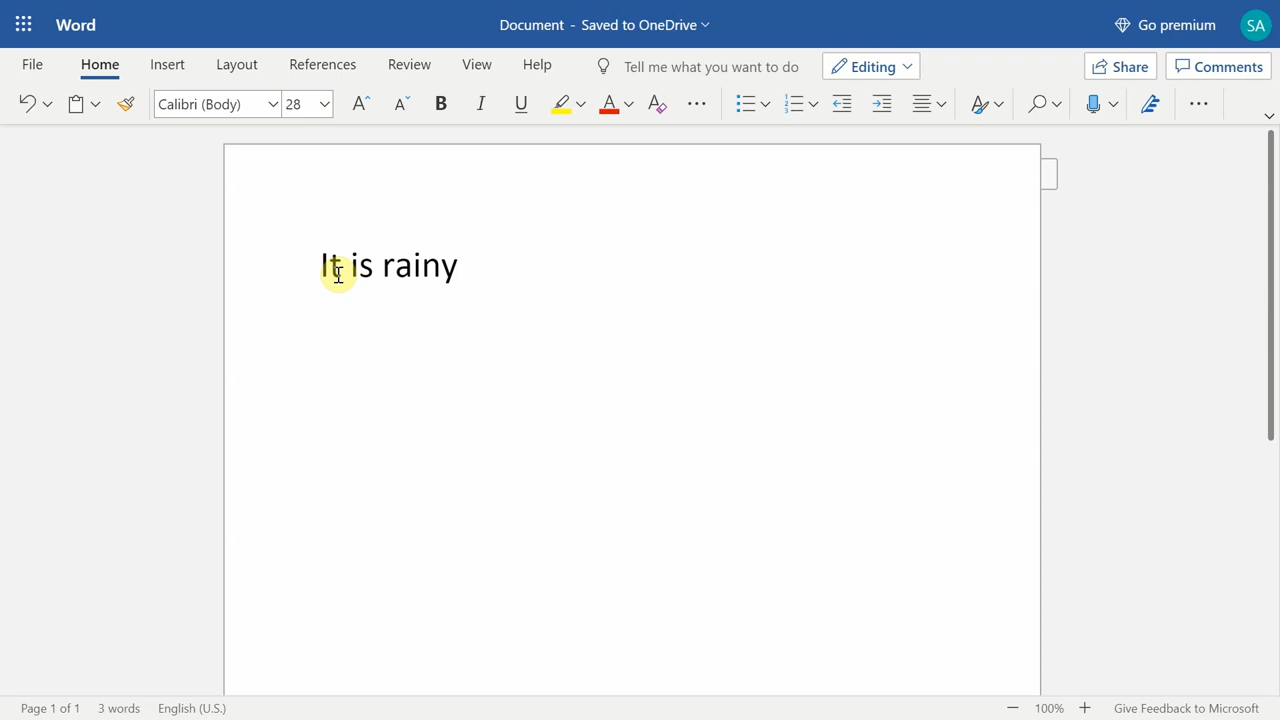 Word
Document - Saved to OneDrive
Go premium
SA
File
Home
Insert
Layout
References
Review
View
Help
Tell me what you want to do
Editing
Share
Comments
Calibri (Body)
28
It is rainy
Page 1 of 1
3 words
English (U.S.)
100%
Give Feedback to Microsoft